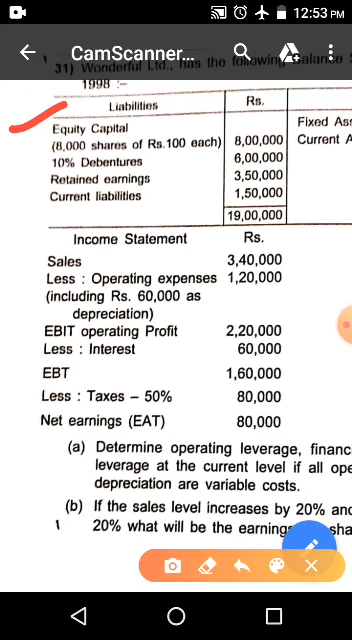 12:53 PM
CamScanner...
31) Wonderful Ltd., has the following Balance
1998 :-
Liabilities Rs.
Fixed Ass
Equity Capital
(8,000 shares of Rs.100 each) 8,00,000 Current A
10% Debentures 6,00,000
Retained earnings 3,50,000
Current liabilities 1,50,000
19,00,000
Income Statement Rs.
Sales 3,40,000
Less : Operating expenses 1,20,000
(including Rs. 60,000 as
depreciation)
EBIT operating Profit 2,20,000
Less : Interest 60,000
EBT 1,60,000
Less : Taxes – 50% 80,000
Net earnings (EAT) 80,000
(a) Determine operating leverage, financ
leverage at the current level if all ope
depreciation are variable costs.
(b) If the sales level increases by 20% and
20% what will be the earnings sha